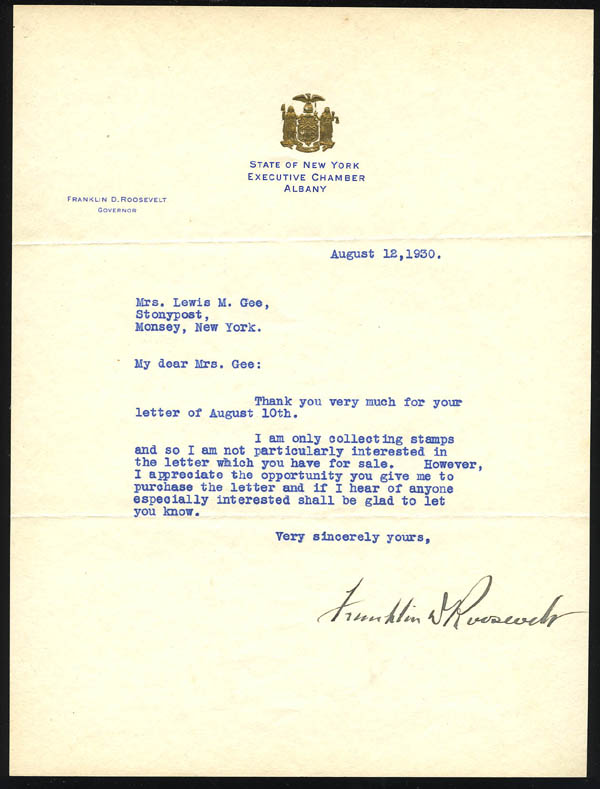 STATE OF NEW YORK
EXECUTIVE CHAMBER
ALBANY
FRANKLIN D. ROOSEVELT
GOVERNOR
August 12,1930.
Mrs. Lewis M. Gee,
Stonypost,
Monsey, New York.
My dear Mrs. Gee:
Thank you very much for your
letter of August 10th.
I am only collecting stamps
and so I am not particularly interested in
the letter which you have for sale. However,
I appreciate the opportunity you give me to
purchase the letter and if I hear of anyone
especially interested shall be glad to let
you know.
Very sincerely yours,
Franklin D Roosevelt